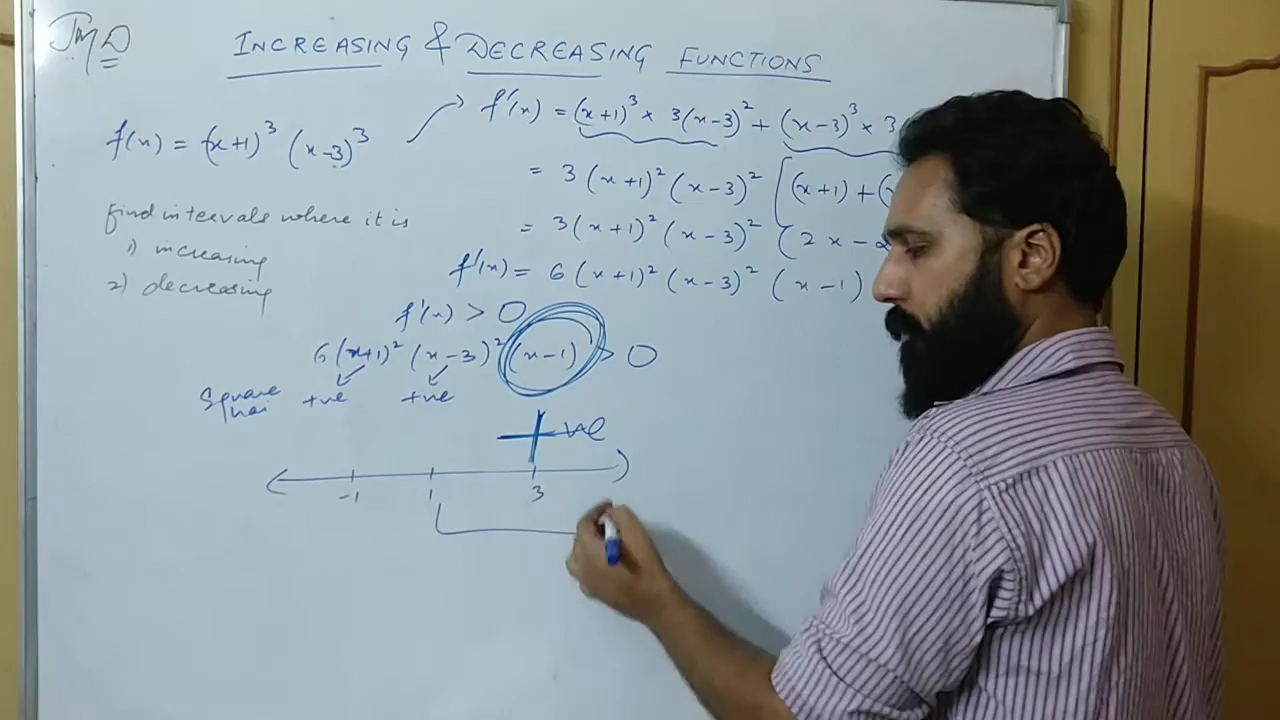 INCREASING & DECREASING FUNCTIONS
f(x) = (x+1)³ (x-3)³
find intervals where it is
1) increasing
2) decreasing
f'(x) = (x+1)³ × 3(x-3)² + (x-3)³ × 3
= 3(x+1)² (x-3)² [(x+1) + (
= 3(x+1)² (x-3)² (2x-
f'(x) = 6(x+1)² (x-3)² (x-1)
f'(x) > 0
6(x+1)² (x-3)² (x-1) > 0
Square hai +ve +ve
+ve
-1 1 3